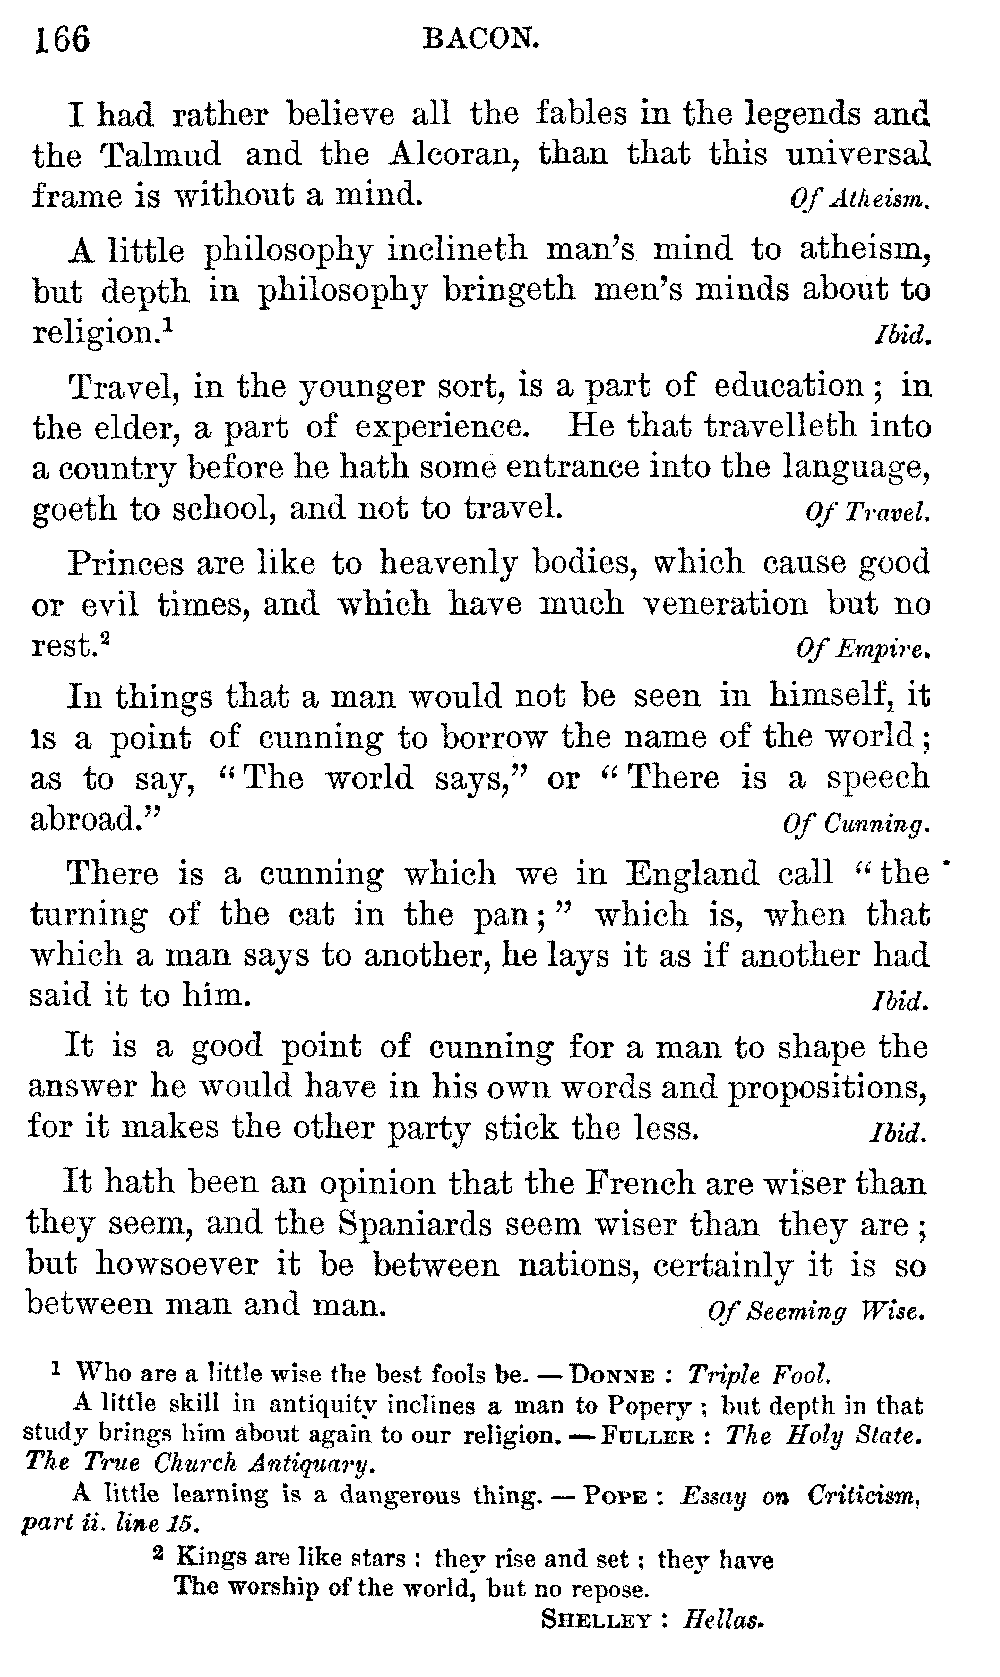 166 BACON.
I had rather believe all the fables in the legends and
the Talmud and the Alcoran, than that this universal
frame is without a mind. Of Atheism.
A little philosophy inclineth man's mind to atheism,
but depth in philosophy bringeth men's minds about to
religion.¹ Ibid.
Travel, in the younger sort, is a part of education ; in
the elder, a part of experience. He that travelleth into
a country before he hath some entrance into the language,
goeth to school, and not to travel. Of Travel.
Princes are like to heavenly bodies, which cause good
or evil times, and which have much veneration but no
rest.² Of Empire.
In things that a man would not be seen in himself, it
is a point of cunning to borrow the name of the world ;
as to say, “ The world says,” or “ There is a speech
abroad.” Of Cunning.
There is a cunning which we in England call “ the
turning of the cat in the pan ; ” which is, when that
which a man says to another, he lays it as if another had
said it to him. Ibid.
It is a good point of cunning for a man to shape the
answer he would have in his own words and propositions,
for it makes the other party stick the less. Ibid.
It hath been an opinion that the French are wiser than
they seem, and the Spaniards seem wiser than they are ;
but howsoever it be between nations, certainly it is so
between man and man. Of Seeming Wise.
¹ Who are a little wise the best fools be. — DONNE : Triple Fool.
A little skill in antiquity inclines a man to Popery ; but depth in that
study brings him about again to our religion. — FULLER : The Holy State.
The True Church Antiquary.
A little learning is a dangerous thing. — POPE : Essay on Criticism,
part ii. line 15.
² Kings are like stars : they rise and set ; they have
The worship of the world, but no repose.
SHELLEY : Hellas.